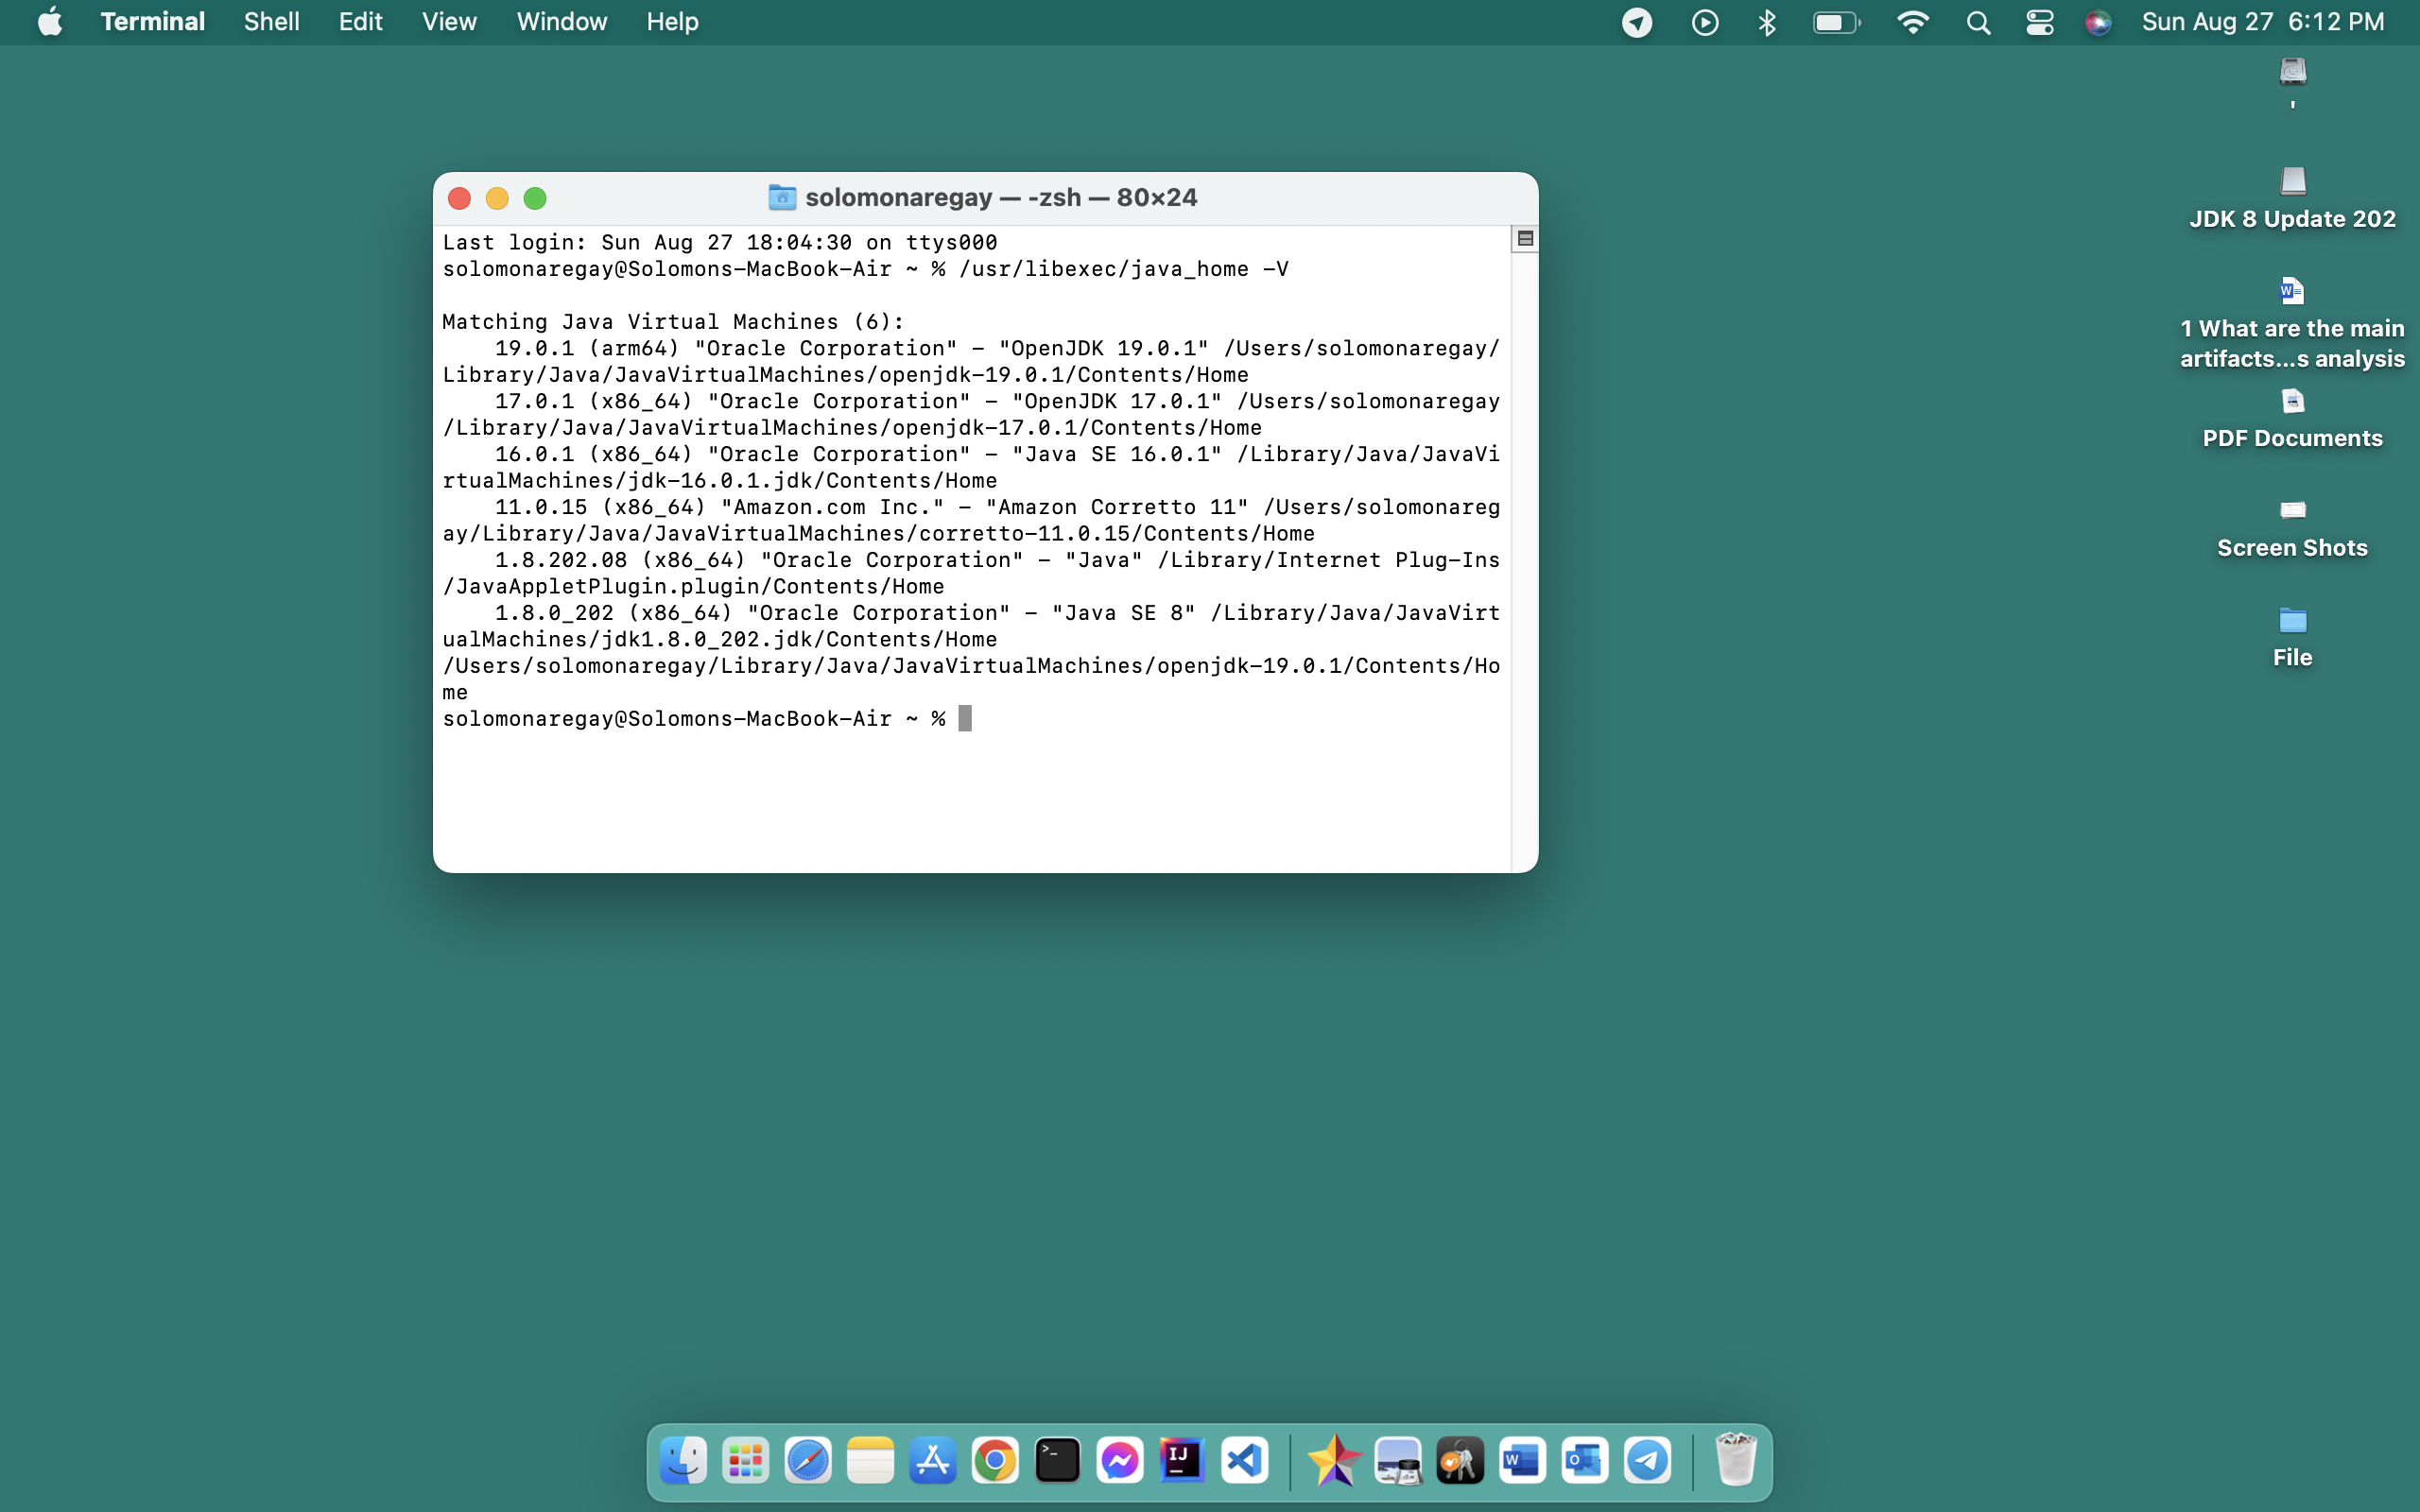 Terminal Shell Edit View Window Help Sun Aug 27 6:12 PM
'
JDK 8 Update 202
1 What are the main
artifacts...s analysis
PDF Documents
Screen Shots
File
solomonaregay — -zsh — 80×24
Last login: Sun Aug 27 18:04:30 on ttys000
solomonaregay@Solomons-MacBook-Air ~ % /usr/libexec/java_home -V
Matching Java Virtual Machines (6):
    19.0.1 (arm64) "Oracle Corporation" - "OpenJDK 19.0.1" /Users/solomonaregay/
Library/Java/JavaVirtualMachines/openjdk-19.0.1/Contents/Home
    17.0.1 (x86_64) "Oracle Corporation" - "OpenJDK 17.0.1" /Users/solomonaregay
/Library/Java/JavaVirtualMachines/openjdk-17.0.1/Contents/Home
    16.0.1 (x86_64) "Oracle Corporation" - "Java SE 16.0.1" /Library/Java/JavaVi
rtualMachines/jdk-16.0.1.jdk/Contents/Home
    11.0.15 (x86_64) "Amazon.com Inc." - "Amazon Corretto 11" /Users/solomonareg
ay/Library/Java/JavaVirtualMachines/corretto-11.0.15/Contents/Home
    1.8.202.08 (x86_64) "Oracle Corporation" - "Java" /Library/Internet Plug-Ins
/JavaAppletPlugin.plugin/Contents/Home
    1.8.0_202 (x86_64) "Oracle Corporation" - "Java SE 8" /Library/Java/JavaVirt
ualMachines/jdk1.8.0_202.jdk/Contents/Home
/Users/solomonaregay/Library/Java/JavaVirtualMachines/openjdk-19.0.1/Contents/Ho
me
solomonaregay@Solomons-MacBook-Air ~ %
>_
IJ
W
O